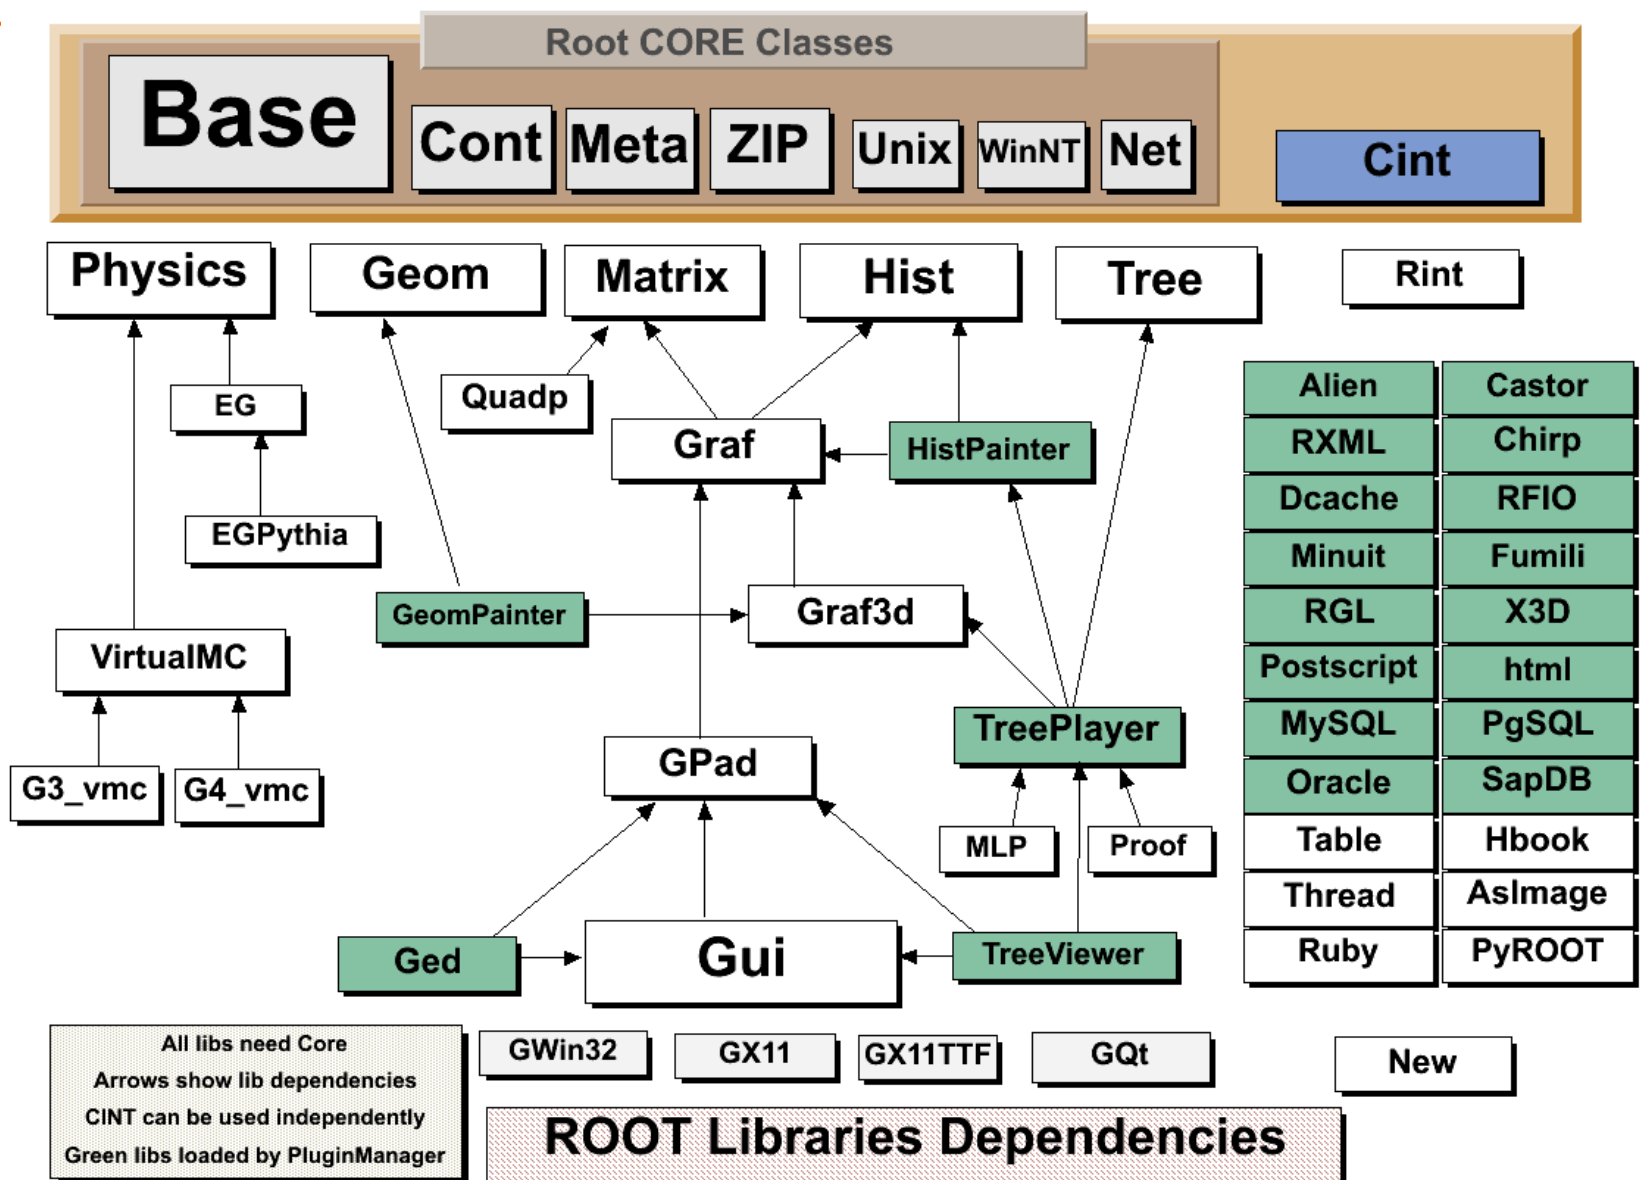 Root CORE Classes
Base
Cont
Meta
ZIP
Unix
WinNT
Net
Cint
Physics
Geom
Matrix
Hist
Tree
Rint
EG
Quadp
Graf
HistPainter
EGPythia
GeomPainter
Graf3d
VirtualMC
TreePlayer
GPad
G3_vmc
G4_vmc
MLP
Proof
Ged
Gui
TreeViewer
Alien
Castor
RXML
Chirp
Dcache
RFIO
Minuit
Fumili
RGL
X3D
Postscript
html
MySQL
PgSQL
Oracle
SapDB
Table
Hbook
Thread
AsImage
Ruby
PyROOT
All libs need Core
Arrows show lib dependencies
CINT can be used independently
Green libs loaded by PluginManager
GWin32
GX11
GX11TTF
GQt
New
ROOT Libraries Dependencies